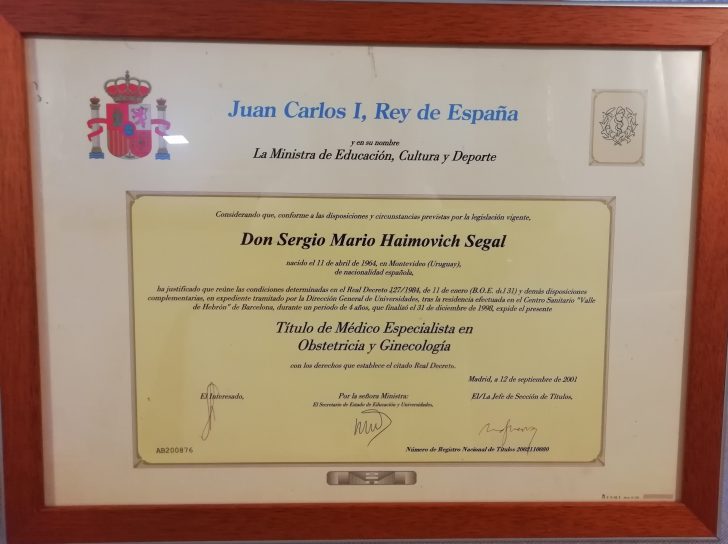 Juan Carlos I, Rey de España
y en su nombre
La Ministra de Educación, Cultura y Deporte
Considerando que, conforme a las disposiciones y circunstancias previstas por la legislación vigente,
Don Sergio Mario Haimovich Segal
nacido el 11 de abril de 1964, en Montevideo (Uruguay),
de nacionalidad española,
ha justificado que reúne las condiciones determinadas en el Real Decreto 127/1984, de 11 de enero (B.O.E. del 31) y demás disposiciones
complementarias, en expediente tramitado por la Dirección General de Universidades, tras la residencia efectuada en el Centro Sanitario "Valle
de Hebrón" de Barcelona, durante un periodo de 4 años, que finalizó el 31 de diciembre de 1998, expide el presente
Título de Médico Especialista en
Obstetricia y Ginecología
con los derechos que establece el citado Real Decreto.
Madrid, a 12 de septiembre de 2001
El Interesado,
Por la señora Ministra:
El/La Jefe de Sección de Títulos,
El Secretario de Estado de Educación y Universidades,
AB200876
Número de Registro Nacional de Títulos